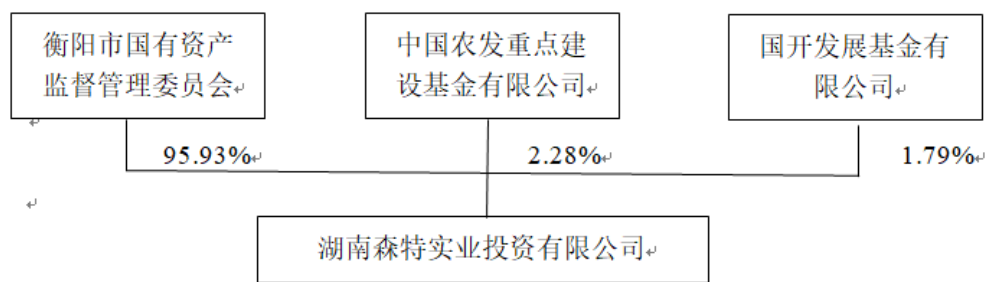 衡阳市国有资产
监督管理委员会
中国农发重点建
设基金有限公司
国开发展基金有
限公司
95.93%
2.28%
1.79%
湖南森特实业投资有限公司